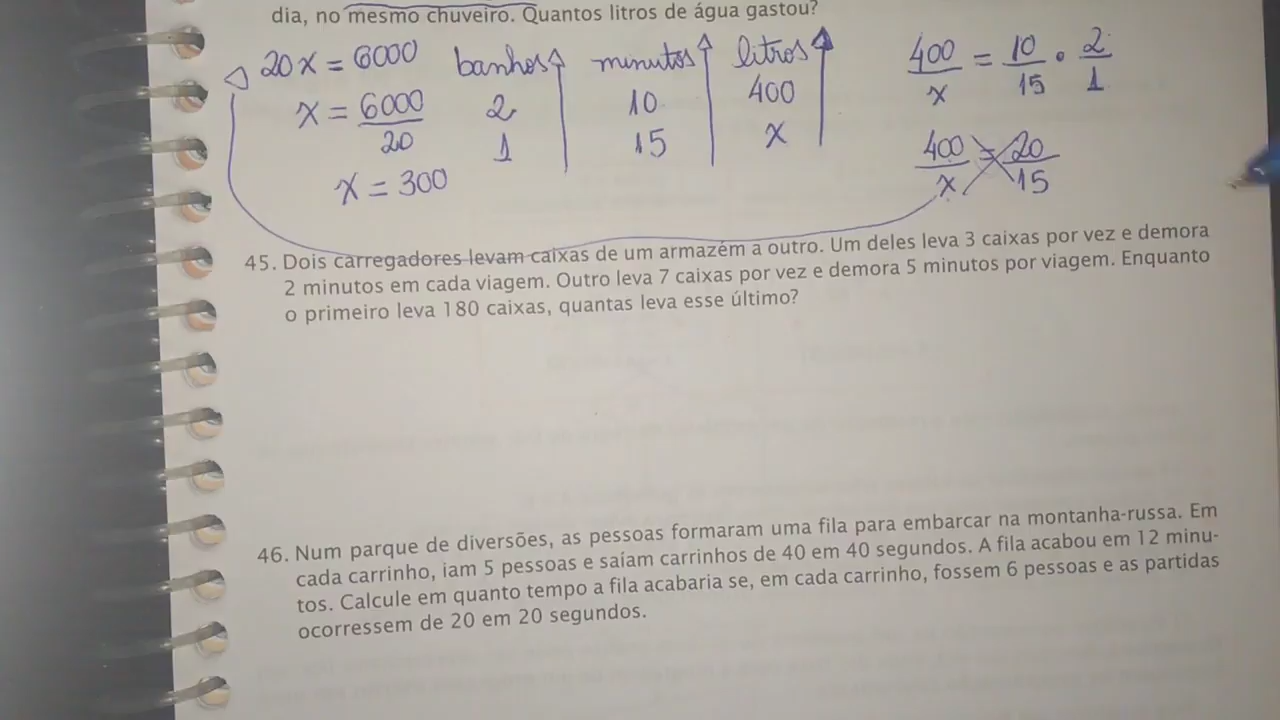 dia, no mesmo chuveiro. Quantos litros de água gastou?
20x = 6000
x = 6000/20
x = 300
banhos minutos litros
2 10 400
1 15 x
400/x = 10/15 · 2/1
400/x = 20/15
45. Dois carregadores levam caixas de um armazém a outro. Um deles leva 3 caixas por vez e demora
2 minutos em cada viagem. Outro leva 7 caixas por vez e demora 5 minutos por viagem. Enquanto
o primeiro leva 180 caixas, quantas leva esse último?
46. Num parque de diversões, as pessoas formaram uma fila para embarcar na montanha-russa. Em
cada carrinho, iam 5 pessoas e saíam carrinhos de 40 em 40 segundos. A fila acabou em 12 minu-
tos. Calcule em quanto tempo a fila acabaria se, em cada carrinho, fossem 6 pessoas e as partidas
ocorressem de 20 em 20 segundos.